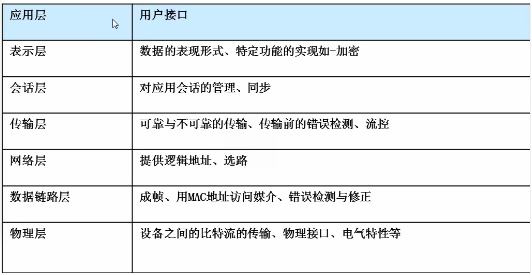 应用层 用户接口
表示层 数据的表现形式、特定功能的实现如-加密
会话层 对应用会话的管理、同步
传输层 可靠与不可靠的传输、传输前的错误检测、流控
网络层 提供逻辑地址、选路
数据链路层 成帧、用MAC地址访问媒介、错误检测与修正
物理层 设备之间的比特流的传输、物理接口、电气特性等